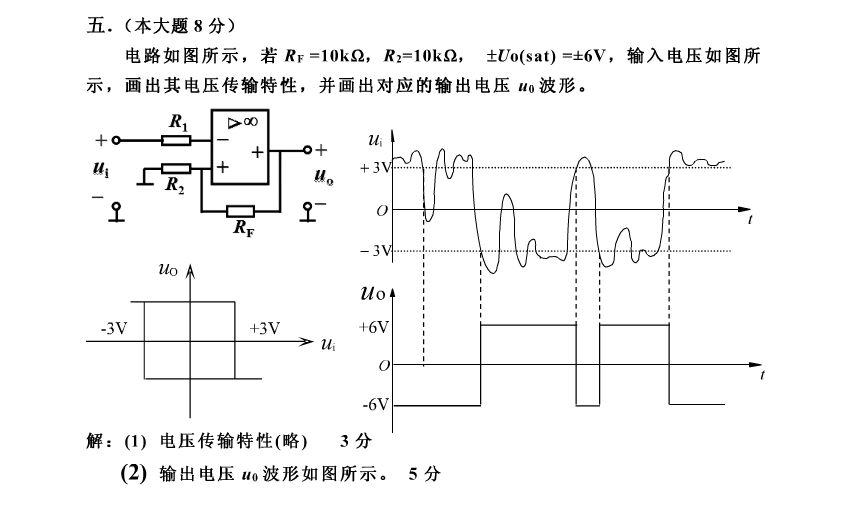 五.（本大题 8 分）
电路如图所示，若 RF =10kΩ，R2=10kΩ， ±Uo(sat) =±6V，输入电压如图所
示，画出其电压传输特性，并画出对应的输出电压 u0 波形。
R1
▷∞
+
−
+
+
+
ui
R2
uo
−
−
RF
ui
+3V
O
t
−3V
uO
-3V
+3V
ui
uo
+6V
O
t
-6V
解：(1) 电压传输特性(略) 3 分
(2) 输出电压 u0 波形如图所示。 5 分